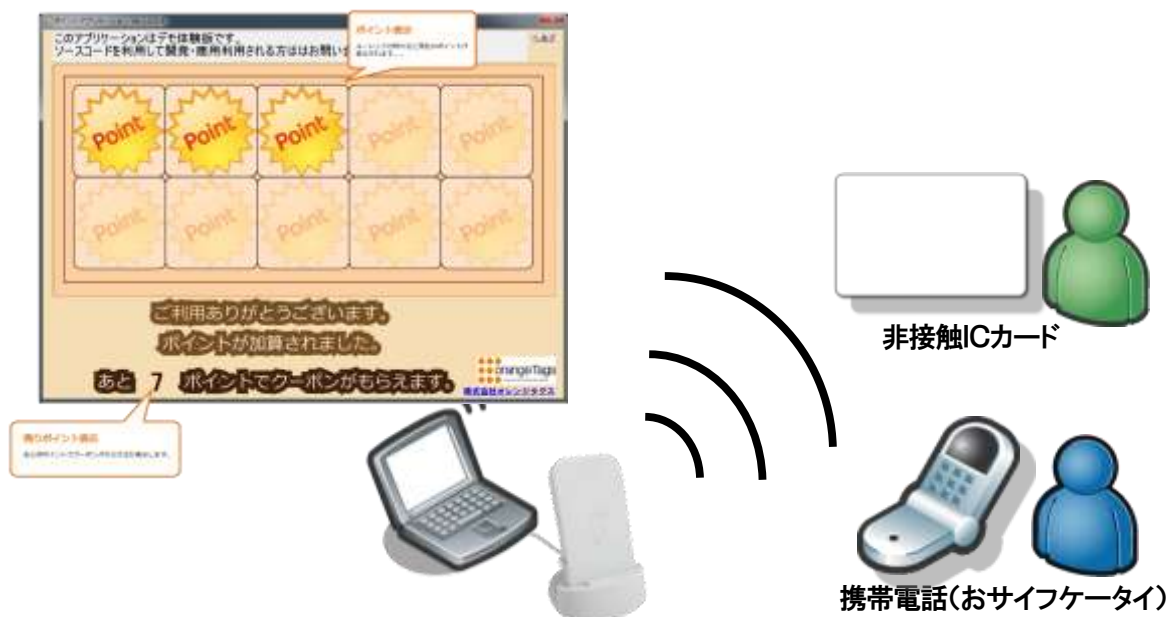 このアプリケーションはデモ体験版です。
ソースコードを利用して開発・商用利用される方はお問い
ポイント表示
Point Point Point Point Point
Point Point Point Point Point
ご利用ありがとうございます。
ポイントが加算されました。
あと 7 ポイントでクーポンがもらえます。
orangeTags
株式会社オレンジタグス
残りポイント表示
非接触ICカード
携帯電話(おサイフケータイ)